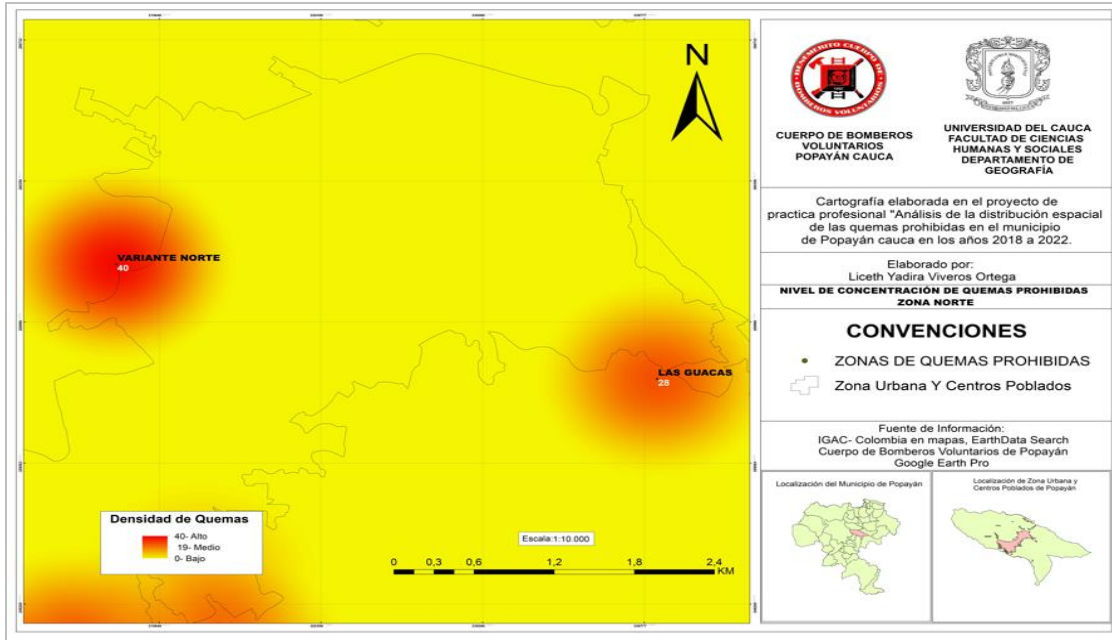 N
VARIANTE NORTE
40
LAS GUACAS
28
Densidad de Quemas
40- Alto
19- Medio
0- Bajo
Escala:1:10.000
0 0,3 0,6 1,2 1,8 2,4
KM
BENEMERITO CUERPO DE
BOMBEROS VOLUNTARIOS
CUERPO DE BOMBEROS
VOLUNTARIOS
POPAYÁN CAUCA
UNIVERSIDAD DEL CAUCA
FACULTAD DE CIENCIAS
HUMANAS Y SOCIALES
DEPARTAMENTO DE
GEOGRAFÍA
Cartografía elaborada en el proyecto de
practica profesional "Análisis de la distribución espacial
de las quemas prohibidas en el municipio
de Popayán cauca en los años 2018 a 2022.
Elaborado por:
Liceth Yadira Viveros Ortega
NIVEL DE CONCENTRACIÓN DE QUEMAS PROHIBIDAS
ZONA NORTE
CONVENCIONES
ZONAS DE QUEMAS PROHIBIDAS
Zona Urbana Y Centros Poblados
Fuente de Información:
IGAC- Colombia en mapas, EarthData Search
Cuerpo de Bomberos Voluntarios de Popayán
Google Earth Pro
Localización del Municipio de Popayán
Localización de Zona Urbana y
Centros Poblados de Popayán